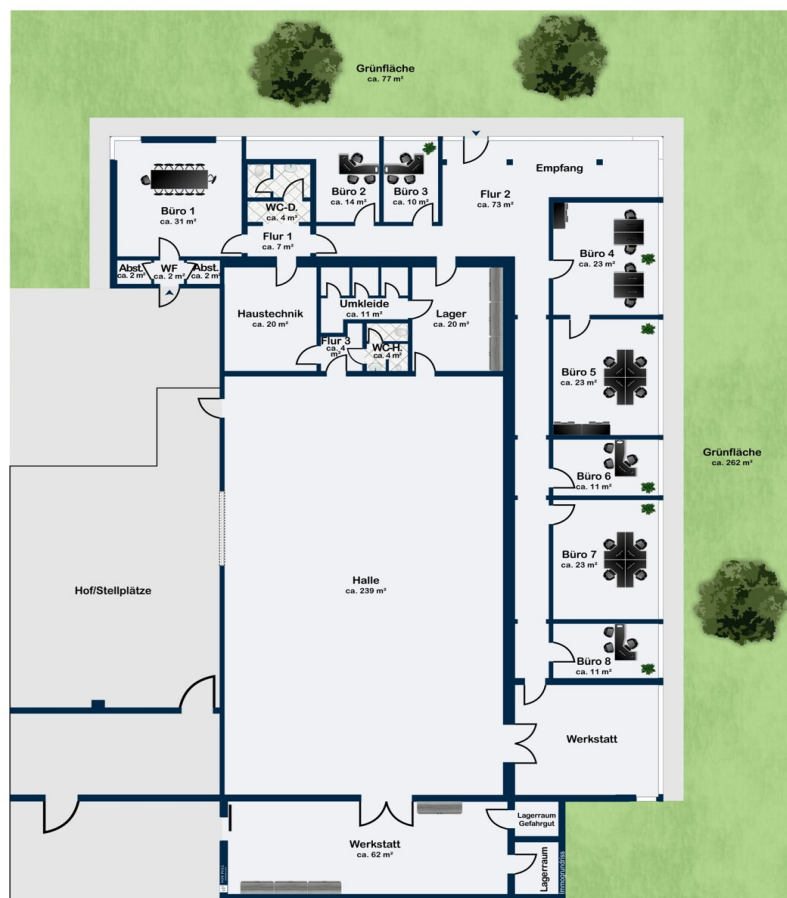 Grünfläche
ca. 77 m²
Empfang
Büro 1
ca. 31 m²
WC-D.
ca. 4 m²
Büro 2
ca. 14 m²
Büro 3
ca. 10 m²
Flur 2
ca. 73 m²
Flur 1
ca. 7 m²
Büro 4
ca. 23 m²
Abst.
ca. 2 m²
WF
ca. 2 m²
Abst.
ca. 2 m²
Haustechnik
ca. 20 m²
Umkleide
ca. 11 m²
Lager
ca. 20 m²
Flur 3
ca. 4
m²
WC-H.
ca. 4 m²
Büro 5
ca. 23 m²
Grünfläche
ca. 262 m²
Büro 6
ca. 11 m²
Büro 7
ca. 23 m²
Hof/Stellplätze
Halle
ca. 239 m²
Büro 8
ca. 11 m²
Werkstatt
Lagerraum
Gefahrgut
Werkstatt
ca. 62 m²
Lagerraum
Immogrundriss